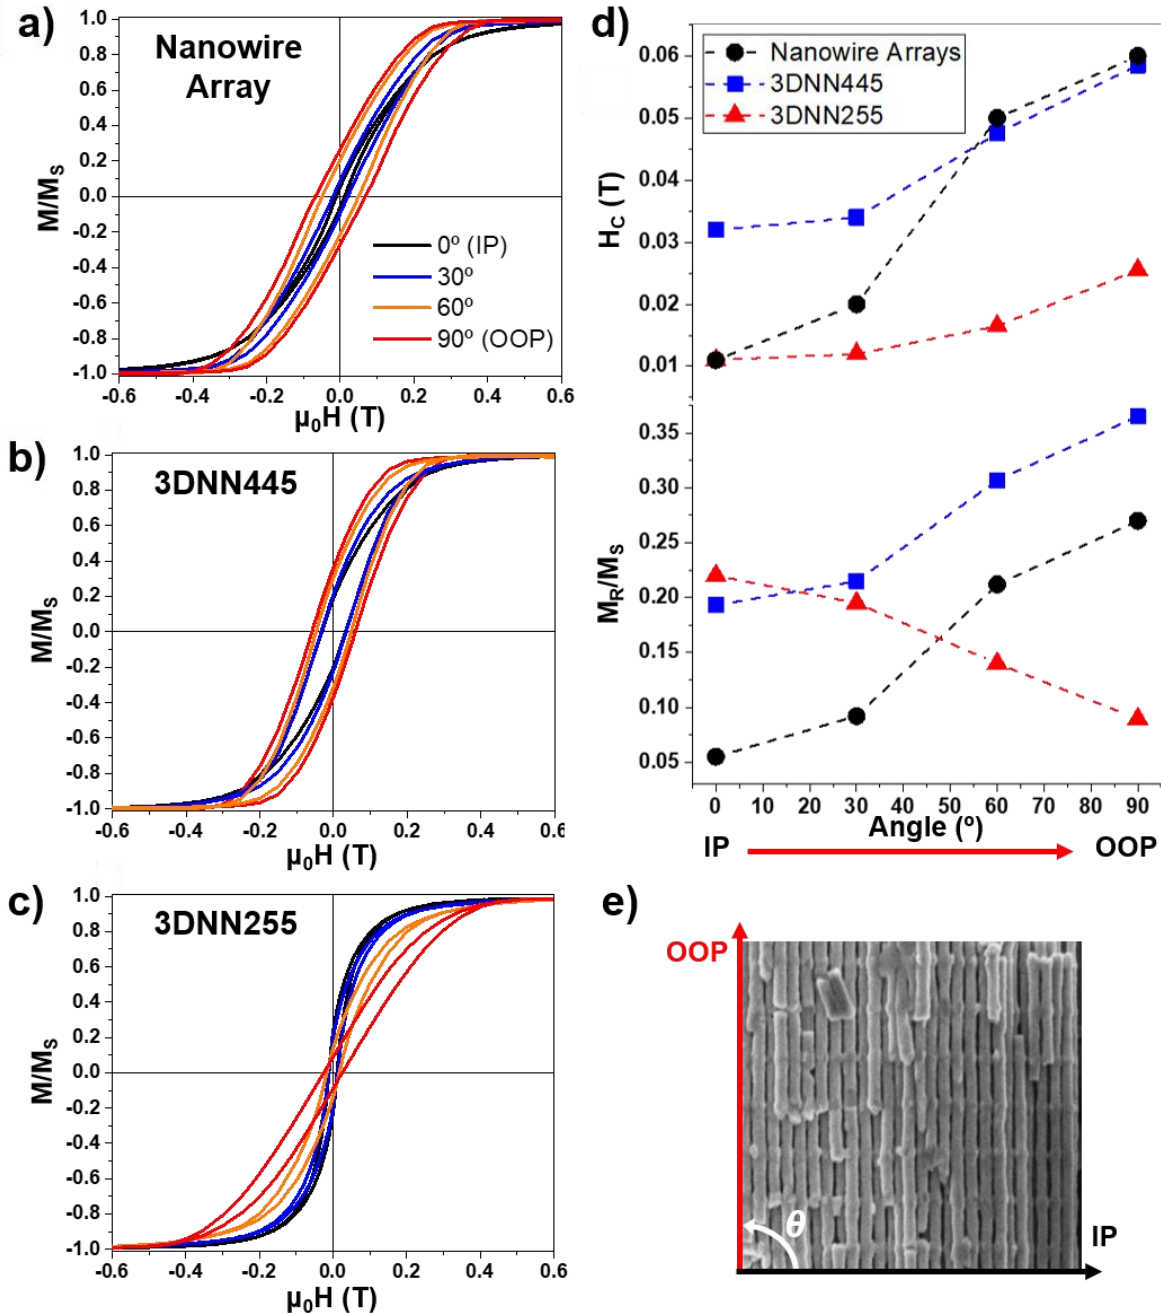 a)
Nanowire
Array
1.0
0.8
0.6
0.4
0.2
0.0
-0.2
-0.4
-0.6
-0.8
-1.0
M/MS
0º (IP)
30º
60º
90º (OOP)
-0.6 -0.4 -0.2 0.0 0.2 0.4 0.6
µ0H (T)
b)
3DNN445
1.0
0.8
0.6
0.4
0.2
0.0
-0.2
-0.4
-0.6
-0.8
-1.0
M/MS
-0.6 -0.4 -0.2 0.0 0.2 0.4 0.6
µ0H (T)
c)
3DNN255
1.0
0.8
0.6
0.4
0.2
0.0
-0.2
-0.4
-0.6
-0.8
-1.0
M/MS
-0.6 -0.4 -0.2 0.0 0.2 0.4 0.6
µ0H (T)
d)
Nanowire Arrays
3DNN445
3DNN255
0.06
0.05
0.04
0.03
0.02
0.01
HC (T)
0.35
0.30
0.25
0.20
0.15
0.10
0.05
MR/MS
0 10 20 30 40 50 60 70 80 90
Angle (º)
IP OOP
e)
OOP
θ
IP